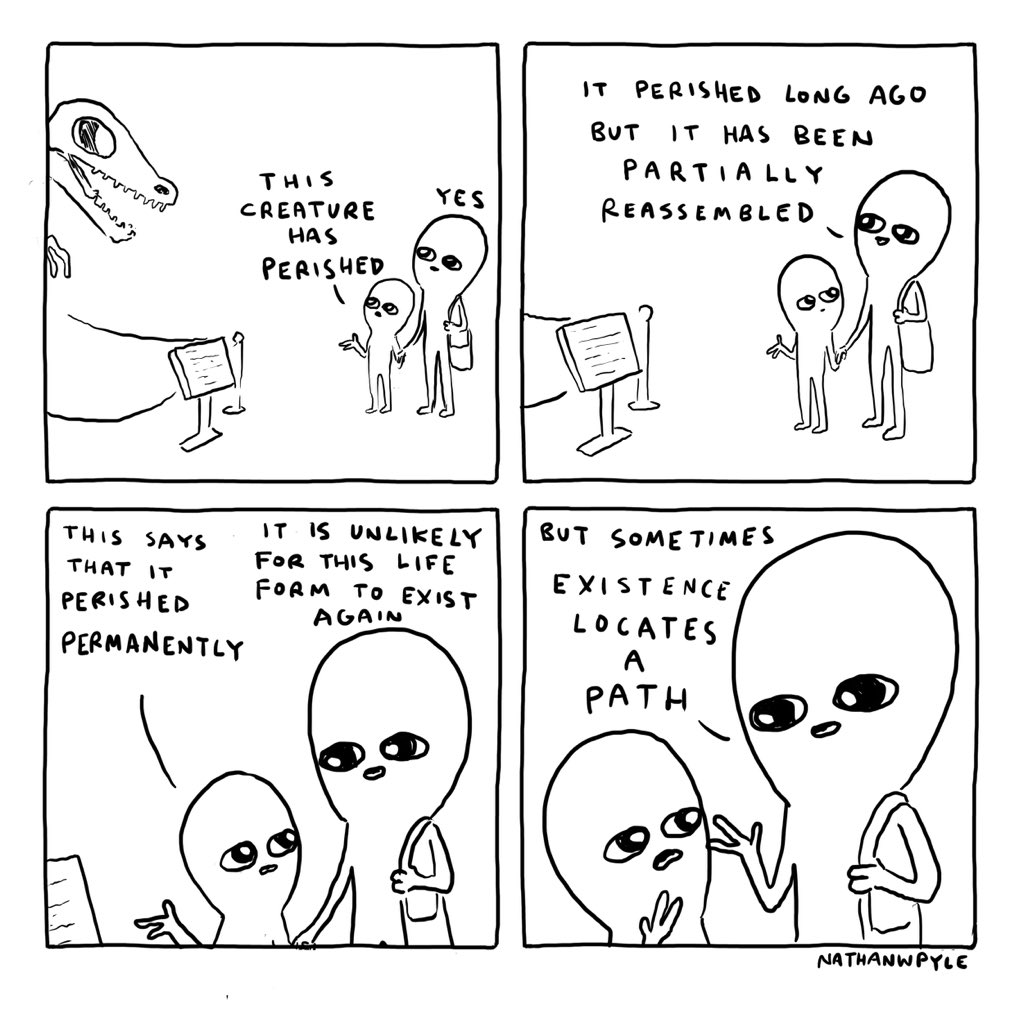 THIS
CREATURE
HAS
PERISHED
YES
IT PERISHED LONG AGO
BUT IT HAS BEEN
PARTIALLY
REASSEMBLED
THIS SAYS
THAT IT
PERISHED
PERMANENTLY
IT IS UNLIKELY
FOR THIS LIFE
FORM TO EXIST
AGAIN
BUT SOMETIMES
EXISTENCE
LOCATES
A
PATH
NATHANWPYLE